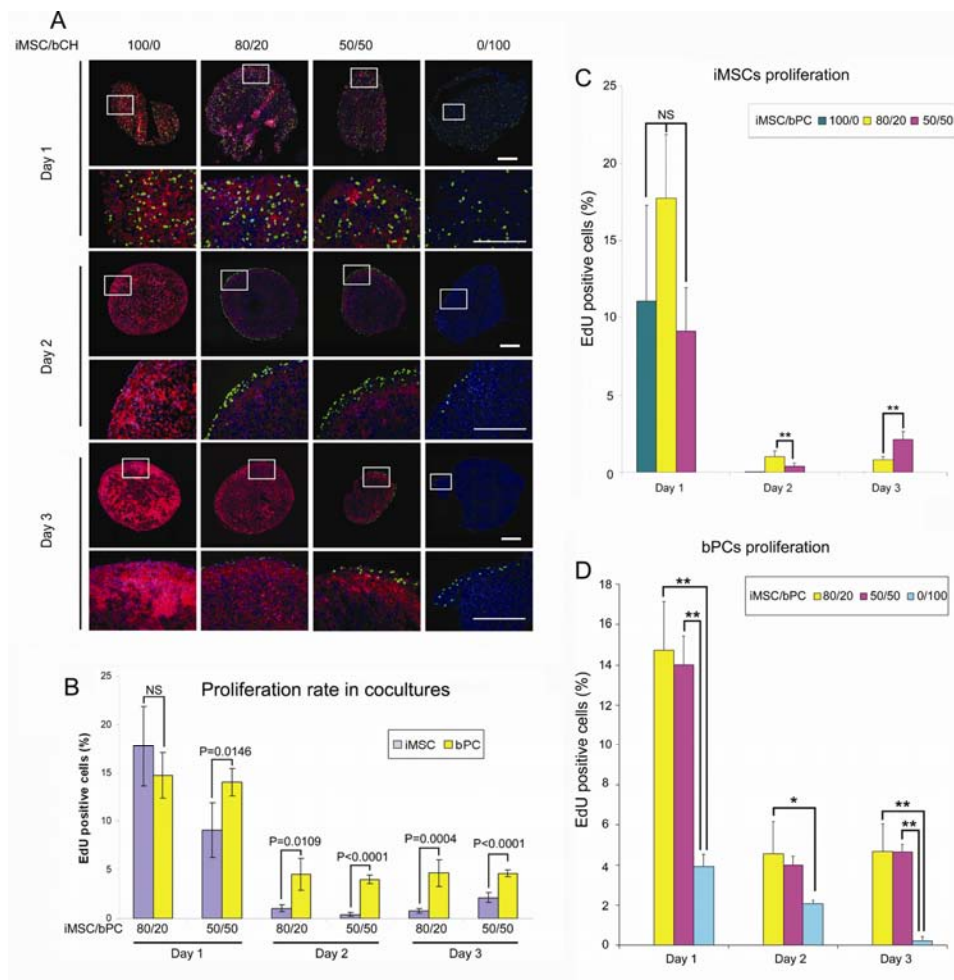 A
iMSC/bCH 100/0 80/20 50/50 0/100
Day 1
Day 2
Day 3
B
Proliferation rate in cocultures
EdU positive cells (%)
25
20
15
10
5
0
iMSC bPC
NS
P=0.0146
P=0.0109
P<0.0001
P=0.0004
P<0.0001
iMSC/bPC 80/20 50/50 80/20 50/50 80/20 50/50
Day 1 Day 2 Day 3
C
iMSCs proliferation
iMSC/bPC 100/0 80/20 50/50
EdU positive cells (%)
25
20
15
10
5
0
NS
**
**
Day 1 Day 2 Day 3
D
bPCs proliferation
iMSC/bPC 80/20 50/50 0/100
EdU positive cells (%)
18
16
14
12
10
8
6
4
2
0
**
**
*
**
**
Day 1 Day 2 Day 3